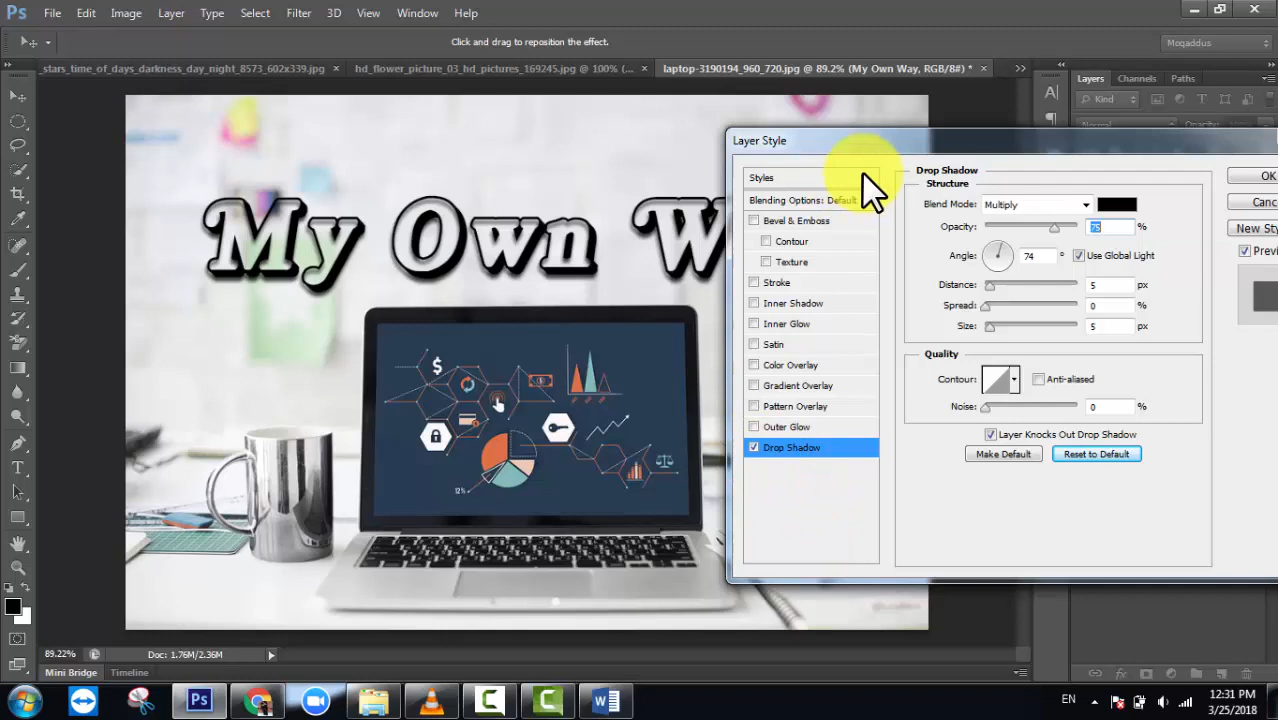 Ps File Edit Image Layer Type Select Filter 3D View Window Help
Click and drag to reposition the effect.
Moqaddus
_stars_time_of_days_darkness_day_night_8573_602x339.jpg × hd_flower_picture_03_hd_pictures_169245.jpg @ 100% (... × laptop-3190194_960_720.jpg @ 89.2% (My Own Way, RGB/8#) * ×
Layers Channels Paths
Kind
Normal Opacity:
My Own W
Layer Style
Styles
Blending Options: Default
Bevel & Emboss
Contour
Texture
Stroke
Inner Shadow
Inner Glow
Satin
Color Overlay
Gradient Overlay
Pattern Overlay
Outer Glow
Drop Shadow
Drop Shadow
Structure
Blend Mode: Multiply
Opacity: 75 %
Angle: 74 ° Use Global Light
Distance: 5 px
Spread: 0 %
Size: 5 px
Quality
Contour: Anti-aliased
Noise: 0 %
Layer Knocks Out Drop Shadow
Make Default Reset to Default
OK
Canc
New Sty
Previ
$
12%
89.22% Doc: 1.76M/2.36M
Mini Bridge Timeline
EN
12:31 PM
3/25/2018